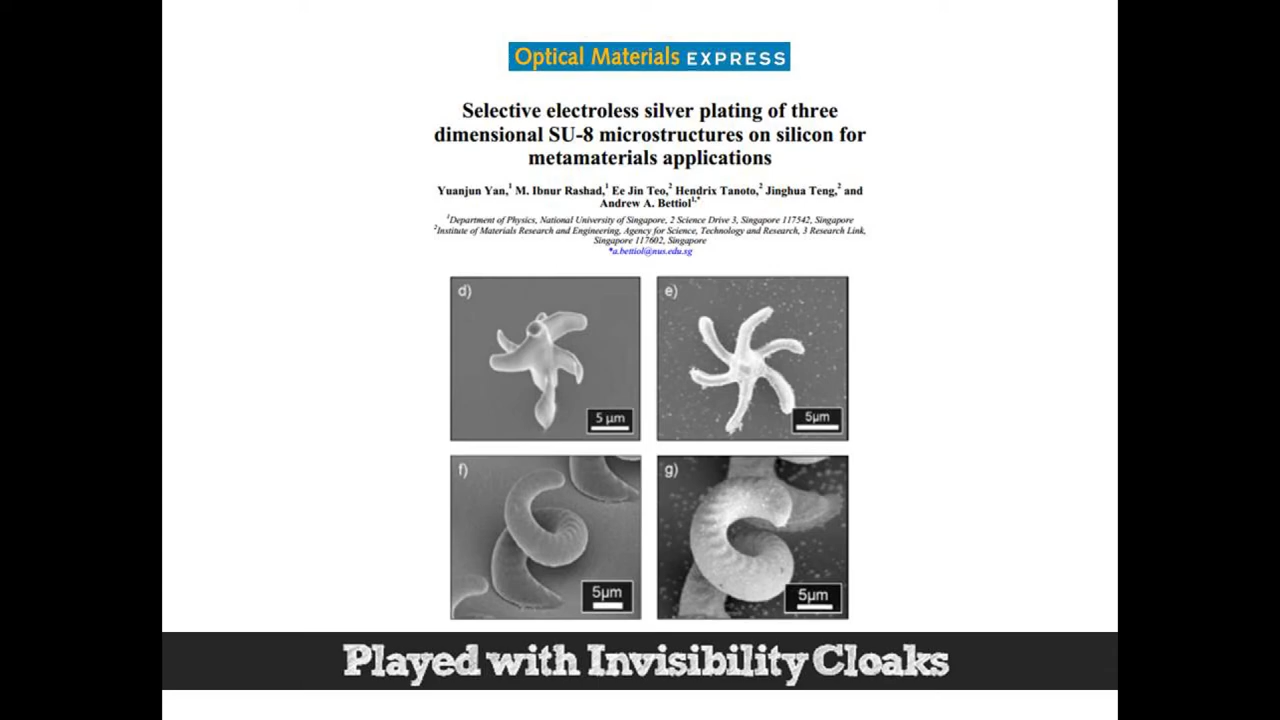 Optical Materials EXPRESS
Selective electroless silver plating of three
dimensional SU-8 microstructures on silicon for
metamaterials applications
Yuanjun Yan,1 M. Ibnur Rashad,1 Ee Jin Teo,2 Hendrix Tanoto,2 Jinghua Teng,2 and
Andrew A. Bettiol1,*
1Department of Physics, National University of Singapore, 2 Science Drive 3, Singapore 117542, Singapore
2Institute of Materials Research and Engineering, Agency for Science, Technology and Research, 3 Research Link,
Singapore 117602, Singapore
*a.bettiol@nus.edu.sg
d)
5 μm
e)
5μm
f)
5μm
g)
5μm
Played with Invisibility Cloaks